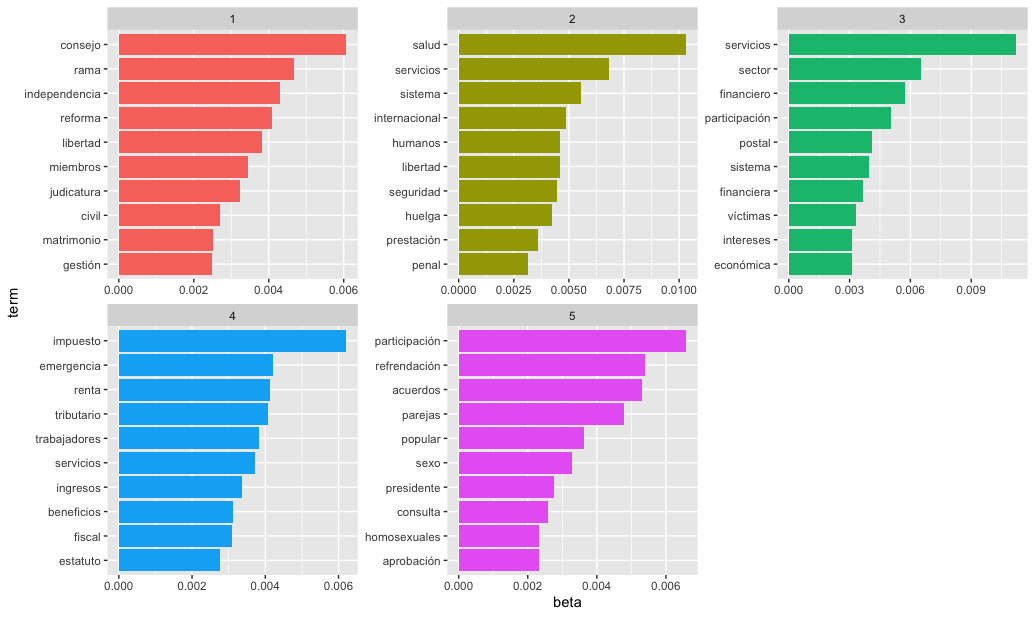 1
consejo
rama
independencia
reforma
libertad
miembros
judicatura
civil
matrimonio
gestión
0.000 0.002 0.004 0.006
2
salud
servicios
sistema
internacional
humanos
libertad
seguridad
huelga
prestación
penal
0.0000 0.0025 0.0050 0.0075 0.0100
3
servicios
sector
financiero
participación
postal
sistema
financiera
víctimas
intereses
económica
0.000 0.003 0.006 0.009
term
4
impuesto
emergencia
renta
tributario
trabajadores
servicios
ingresos
beneficios
fiscal
estatuto
0.000 0.002 0.004 0.006
5
participación
refrendación
acuerdos
parejas
popular
sexo
presidente
consulta
homosexuales
aprobación
0.000 0.002 0.004 0.006
beta